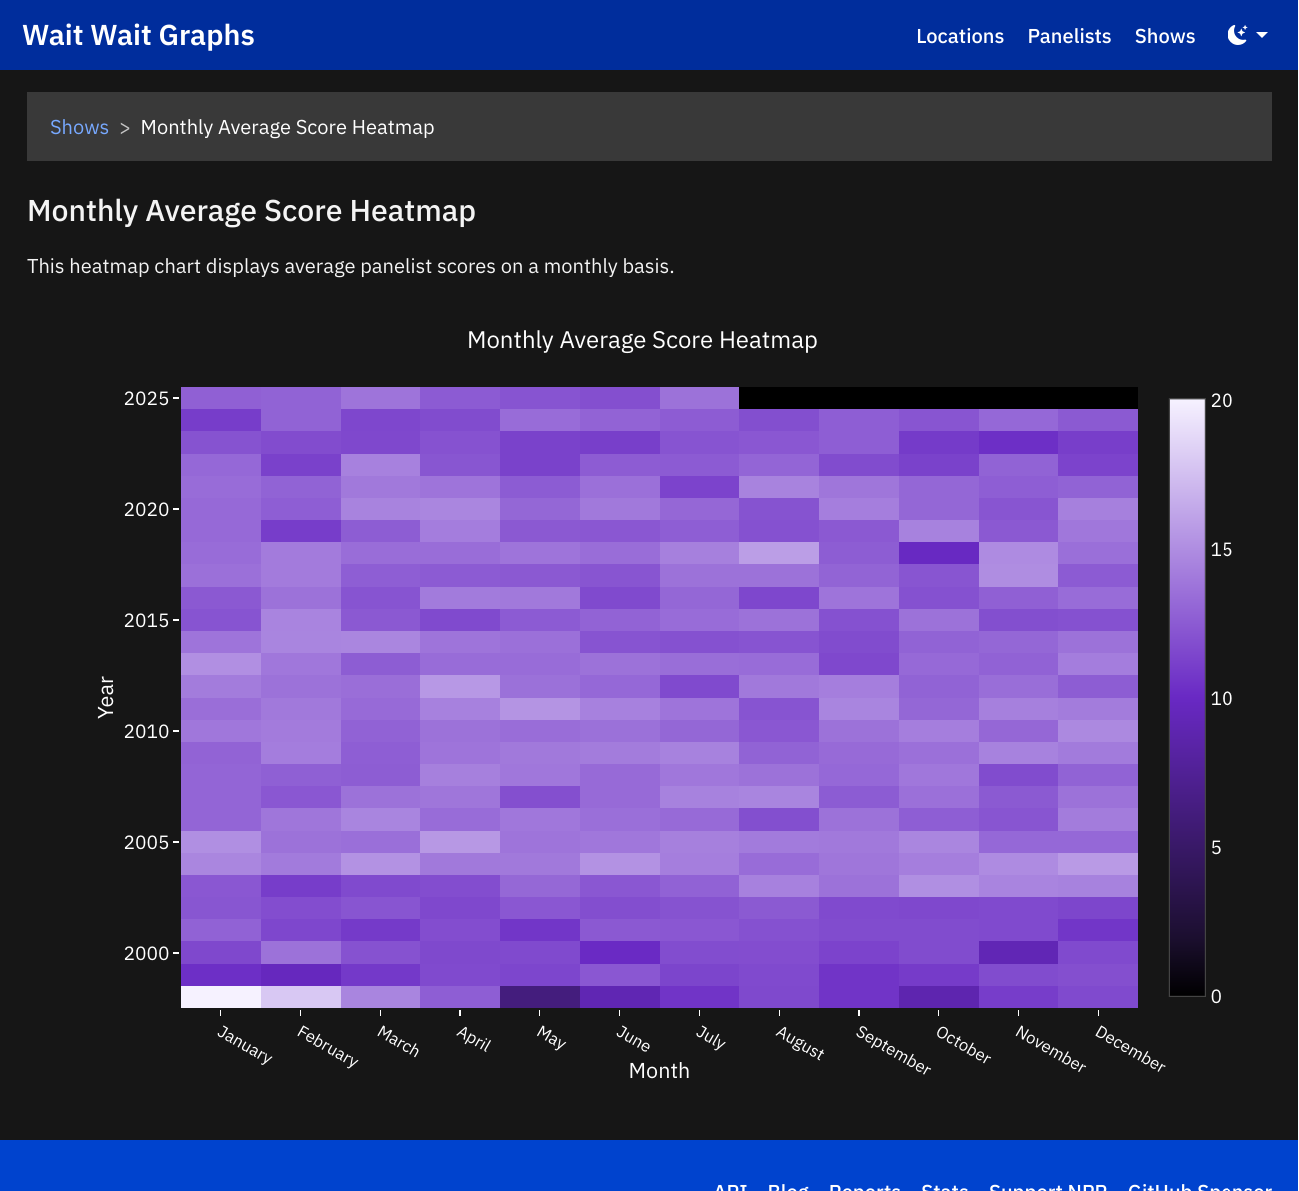 Wait Wait Graphs
Locations Panelists Shows
Shows > Monthly Average Score Heatmap
Monthly Average Score Heatmap
This heatmap chart displays average panelist scores on a monthly basis.
Monthly Average Score Heatmap
2025
2020
2015
2010
2005
2000
Year
January February March April May June July August September October November December
Month
20
15
10
5
0
API Blog Reports Stats Support NPR GitHub Sponsor